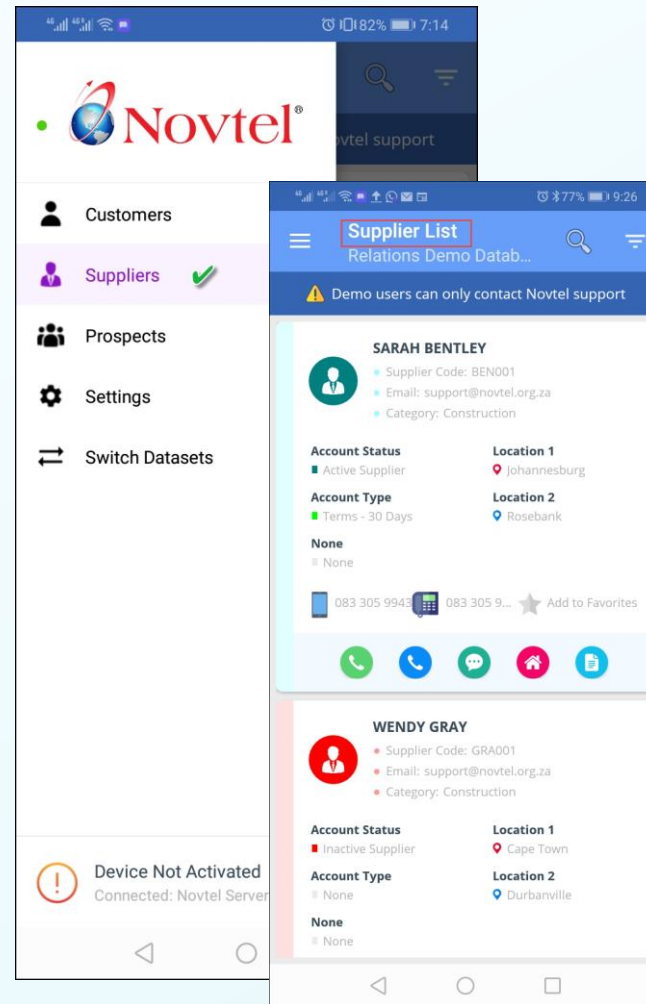 82% 7:14
Novtel®
ovtel support
Customers
Suppliers
Prospects
Settings
Switch Datasets
Device Not Activated
Connected: Novtel Server
77% 9:26
Supplier List
Relations Demo Datab...
Demo users can only contact Novtel support
SARAH BENTLEY
Supplier Code: BEN001
Email: support@novtel.org.za
Category: Construction
Account Status Location 1
Active Supplier Johannesburg
Account Type Location 2
Terms - 30 Days Rosebank
None
None
083 305 9943 083 305 9... Add to Favorites
WENDY GRAY
Supplier Code: GRA001
Email: support@novtel.org.za
Category: Construction
Account Status Location 1
Inactive Supplier Cape Town
Account Type Location 2
None Durbanville
None
None